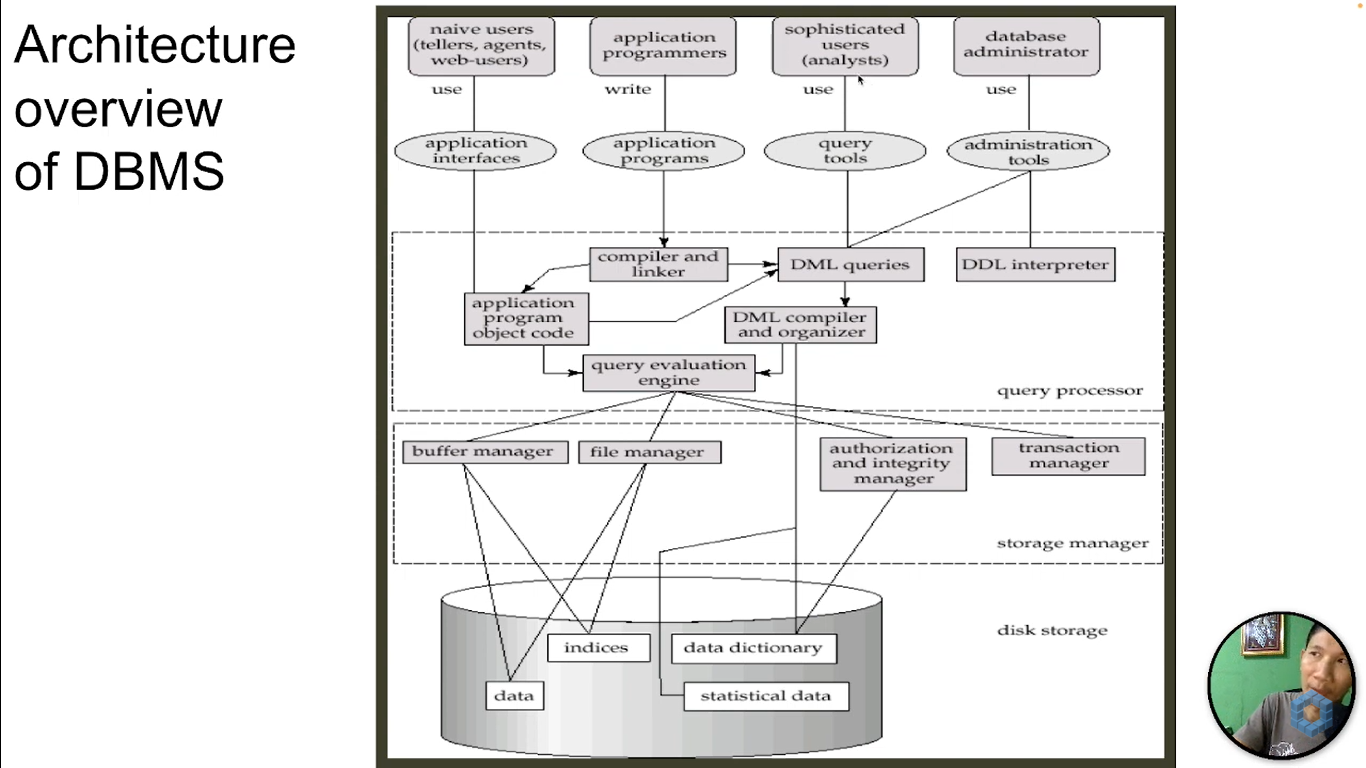 Architecture
overview
of DBMS
naive users
(tellers, agents,
web-users)
application
programmers
sophisticated
users
(analysts)
database
administrator
use
write
use
use
application
interfaces
application
programs
query
tools
administration
tools
compiler and
linker
DML queries
DDL interpreter
application
program
object code
DML compiler
and organizer
query evaluation
engine
query processor
buffer manager
file manager
authorization
and integrity
manager
transaction
manager
storage manager
disk storage
indices
data dictionary
data
statistical data